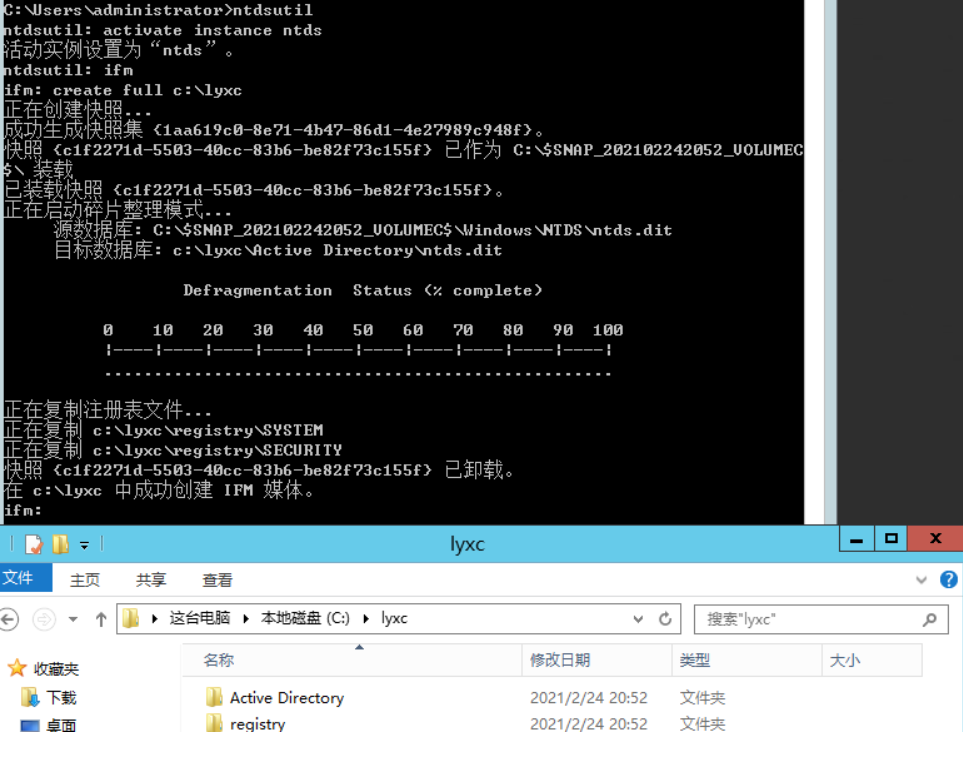 C:\Users\administrator>ntdsutil
ntdsutil: activate instance ntds
活动实例设置为“ntds”。
ntdsutil: ifm
ifm: create full c:\lyxc
正在创建快照...
成功生成快照集 {1aa619c0-8e71-4b47-86d1-4e27989c948f}。
快照 {c1f2271d-5503-40cc-83b6-be82f73c155f} 已作为 C:\$SNAP_202102242052_VOLUMEC
$\ 装载
已装载快照 {c1f2271d-5503-40cc-83b6-be82f73c155f}。
正在启动碎片整理模式...
源数据库: C:\$SNAP_202102242052_VOLUMEC$\Windows\NTDS\ntds.dit
目标数据库: c:\lyxc\Active Directory\ntds.dit
Defragmentation Status (% complete)
0 10 20 30 40 50 60 70 80 90 100
|----|----|----|----|----|----|----|----|----|----|
...................................................
正在复制注册表文件...
正在复制 c:\lyxc\registry\SYSTEM
正在复制 c:\lyxc\registry\SECURITY
快照 {c1f2271d-5503-40cc-83b6-be82f73c155f} 已卸载。
在 c:\lyxc 中成功创建 IFM 媒体。
ifm:
lyxc
文件 主页 共享 查看
这台电脑 本地磁盘 (C:) lyxc 搜索"lyxc"
收藏夹 名称 修改日期 类型 大小
下载 Active Directory 2021/2/24 20:52 文件夹
桌面 registry 2021/2/24 20:52 文件夹